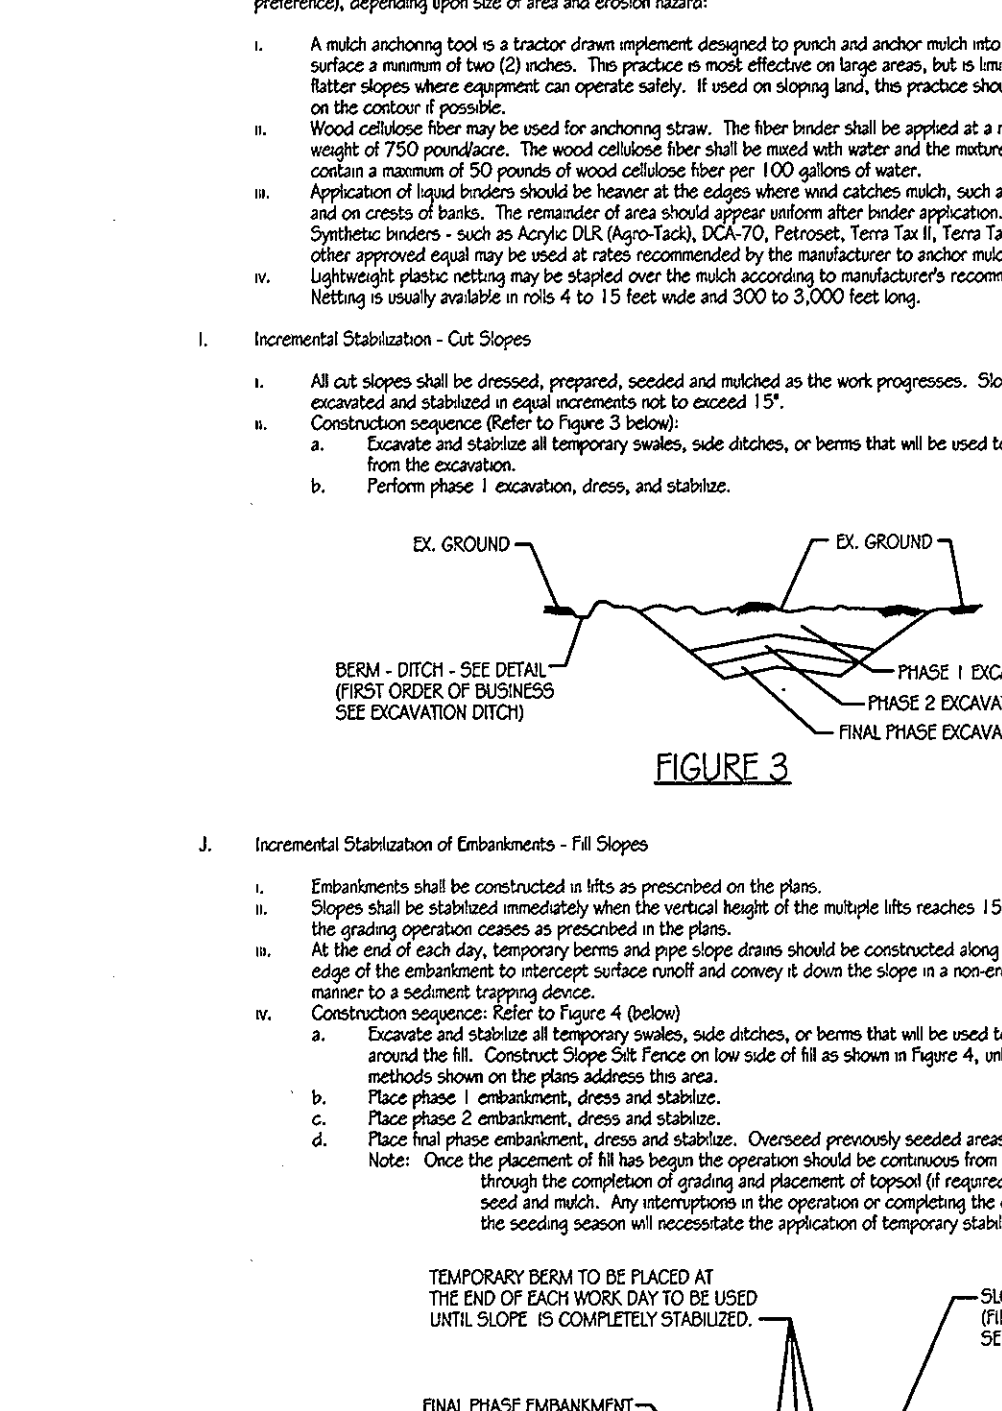 preference), depending upon size of area and erosion hazard:
i. A mulch anchoring tool is a tractor drawn implement designed to punch and anchor mulch into
surface a minimum of two (2) inches. This practice is most effective on large areas, but is
flatter slopes where equipment can operate safely. If used on sloping land, this practice
on the contour if possible.
ii. Wood cellulose fiber may be used for anchoring straw. The fiber binder shall be applied at a
weight of 750 pound/acre. The wood cellulose fiber shall be mixed with water and the mixture
contain a maximum of 50 pounds of wood cellulose fiber per 100 gallons of water.
iii. Application of liquid binders should be heavier at the edges where wind catches mulch, such
and on crests of banks. The remainder of area should appear uniform after binder application.
Synthetic binders - such as Acrylic DLR (Agro-Tack), DCA-70, Petroset, Terra Tax II, Terra
other approved equal may be used at rates recommended by the manufacturer to anchor
iv. Lightweight plastic netting may be stapled over the mulch according to manufacturer's
Netting is usually available in rolls 4 to 15 feet wide and 300 to 3,000 feet long.
I. Incremental Stabilization - Cut Slopes
i. All cut slopes shall be dressed, prepared, seeded and mulched as the work progresses.
excavated and stabilized in equal increments not to exceed 15'.
ii. Construction sequence (Refer to Figure 3 below):
a. Excavate and stabilize all temporary swales, side ditches, or berms that will be used
from the excavation.
b. Perform phase 1 excavation, dress, and stabilize.
EX. GROUND
EX. GROUND
BERM - DITCH - SEE DETAIL
(FIRST ORDER OF BUSINESS
SEE EXCAVATION DITCH)
PHASE 1 EXCA
PHASE 2 EXCAVA
FINAL PHASE EXCAVA
FIGURE 3
J. Incremental Stabilization of Embankments - Fill Slopes
i. Embankments shall be constructed in lifts as prescribed on the plans.
ii. Slopes shall be stabilized immediately when the vertical height of the multiple lifts reaches 15
the grading operation ceases as prescribed in the plans.
iii. At the end of each day, temporary berms and pipe slope drains should be constructed along
edge of the embankment to intercept surface runoff and convey it down the slope in a
manner to a sediment trapping device.
iv. Construction sequence: Refer to Figure 4 (below)
a. Excavate and stabilize all temporary swales, side ditches, or berms that will be used
around the fill. Construct Slope Silt Fence on low side of fill as shown in Figure 4,
methods shown on the plans address this area.
b. Place phase 1 embankment, dress and stabilize.
c. Place phase 2 embankment, dress and stabilize.
d. Place final phase embankment, dress and stabilize. Overseed previously seeded areas
Note: Once the placement of fill has begun the operation should be continuous from
through the completion of grading and placement of topsoil (if required
seed and mulch. Any interruptions in the operation or completing the
the seeding season will necessitate the application of temporary
TEMPORARY BERM TO BE PLACED AT
THE END OF EACH WORK DAY TO BE USED
UNTIL SLOPE IS COMPLETELY STABILIZED.
FINAL PHASE EMBANKMENT